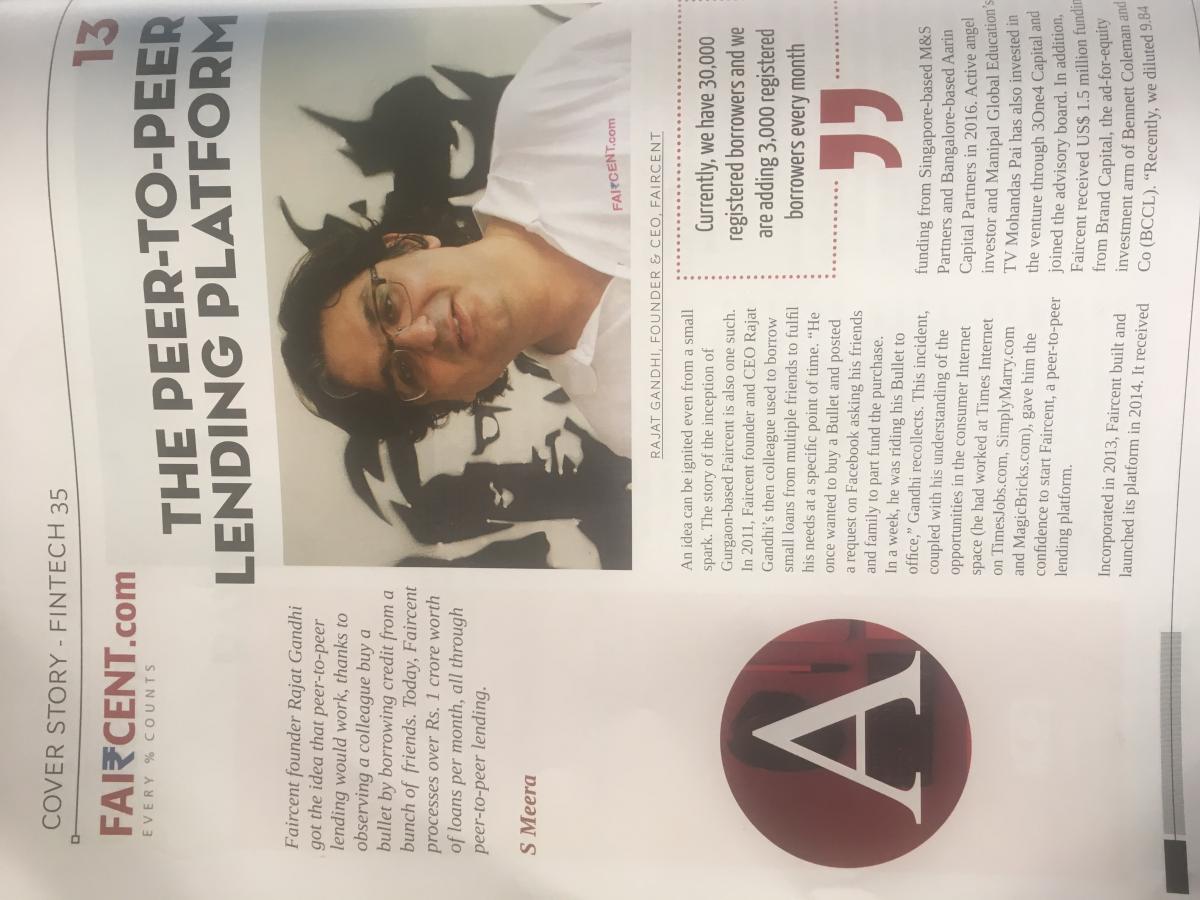 COVER STORY - FINTECH 35
FAI₹CENT.com
EVERY % COUNTS
13
THE PEER-TO-PEER
LENDING PLATFORM
Faircent founder Rajat Gandhi
got the idea that peer-to-peer
lending would work, thanks to
observing a colleague buy a
bullet by borrowing credit from a
bunch of friends. Today, Faircent
processes over Rs. 1 crore worth
of loans per month, all through
peer-to-peer lending.
S Meera
FAI₹CENT.com
RAJAT GANDHI, FOUNDER & CEO, FAIRCENT
A
An idea can be ignited even from a small
spark. The story of the inception of
Gurgaon-based Faircent is also one such.
In 2011, Faircent founder and CEO Rajat
Gandhi's then colleague used to borrow
small loans from multiple friends to fulfil
his needs at a specific point of time. “He
once wanted to buy a Bullet and posted
a request on Facebook asking his friends
and family to part fund the purchase.
In a week, he was riding his Bullet to
office,” Gandhi recollects. This incident,
coupled with his understanding of the
opportunities in the consumer Internet
space (he had worked at Times Internet
on TimesJobs.com, SimplyMarry.com
and MagicBricks.com), gave him the
confidence to start Faircent, a peer-to-peer
lending platform.
Incorporated in 2013, Faircent built and
launched its platform in 2014. It received
Currently, we have 30,000
registered borrowers and we
are adding 3,000 registered
borrowers every month
”
funding from Singapore-based M&S
Partners and Bangalore-based Aarin
Capital Partners in 2016. Active angel
investor and Manipal Global Education's
TV Mohandas Pai has also invested in
the venture through 3One4 Capital and
joined the advisory board. In addition,
Faircent received US$ 1.5 million fundin
from Brand Capital, the ad-for-equity
investment arm of Bennett Coleman and
Co (BCCL). “Recently, we diluted 9.84